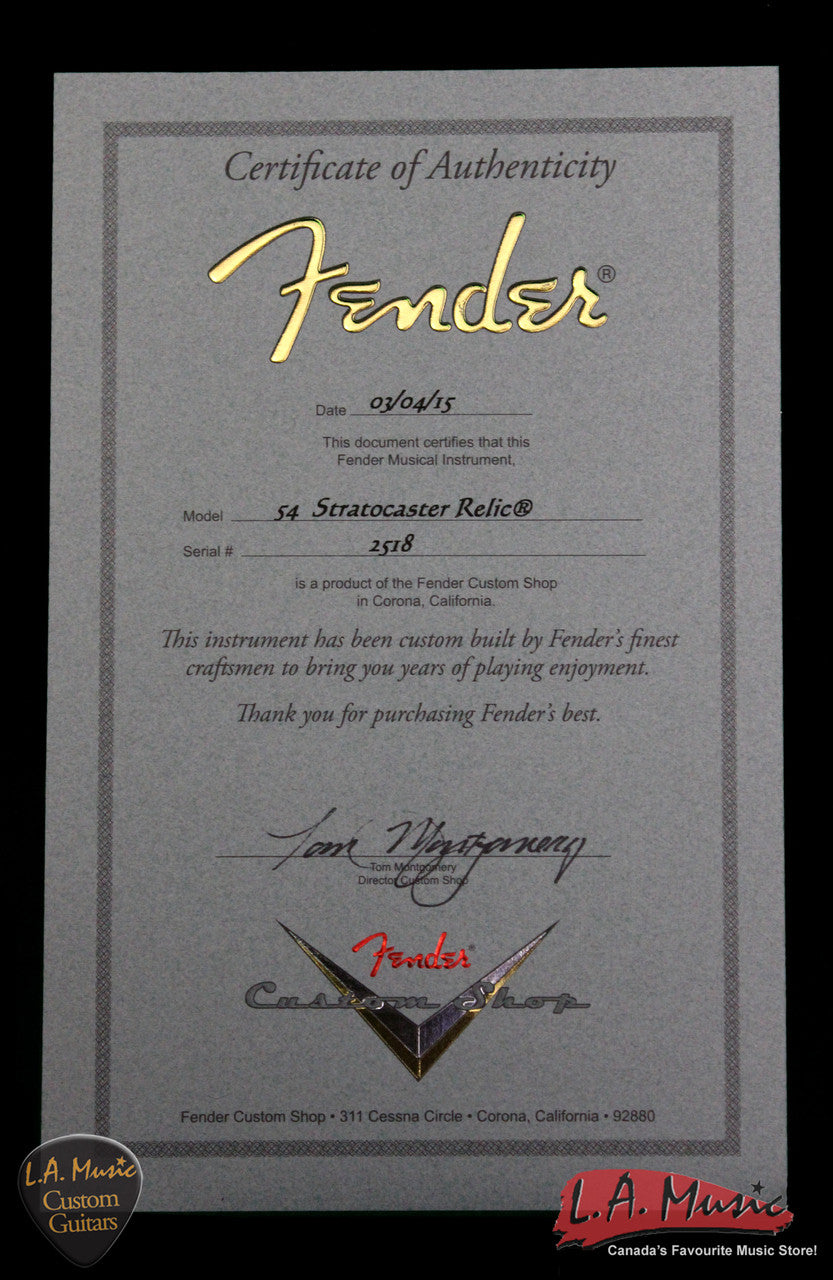 Certificate of Authenticity
Fender®
Date 03/04/15
This document certifies that this
Fender Musical Instrument,
Model 54 Stratocaster Relic®
Serial # 2518
is a product of the Fender Custom Shop
in Corona, California.
This instrument has been custom built by Fender's finest
craftsmen to bring you years of playing enjoyment.
Thank you for purchasing Fender's best.
Tom Montgomery
Tom Montgomery
Director Custom Shop
Fender®
Custom Shop
Fender Custom Shop • 311 Cessna Circle • Corona, California • 92880
L.A. Music
Custom
Guitars
L.A. Music
Canada's Favourite Music Store!